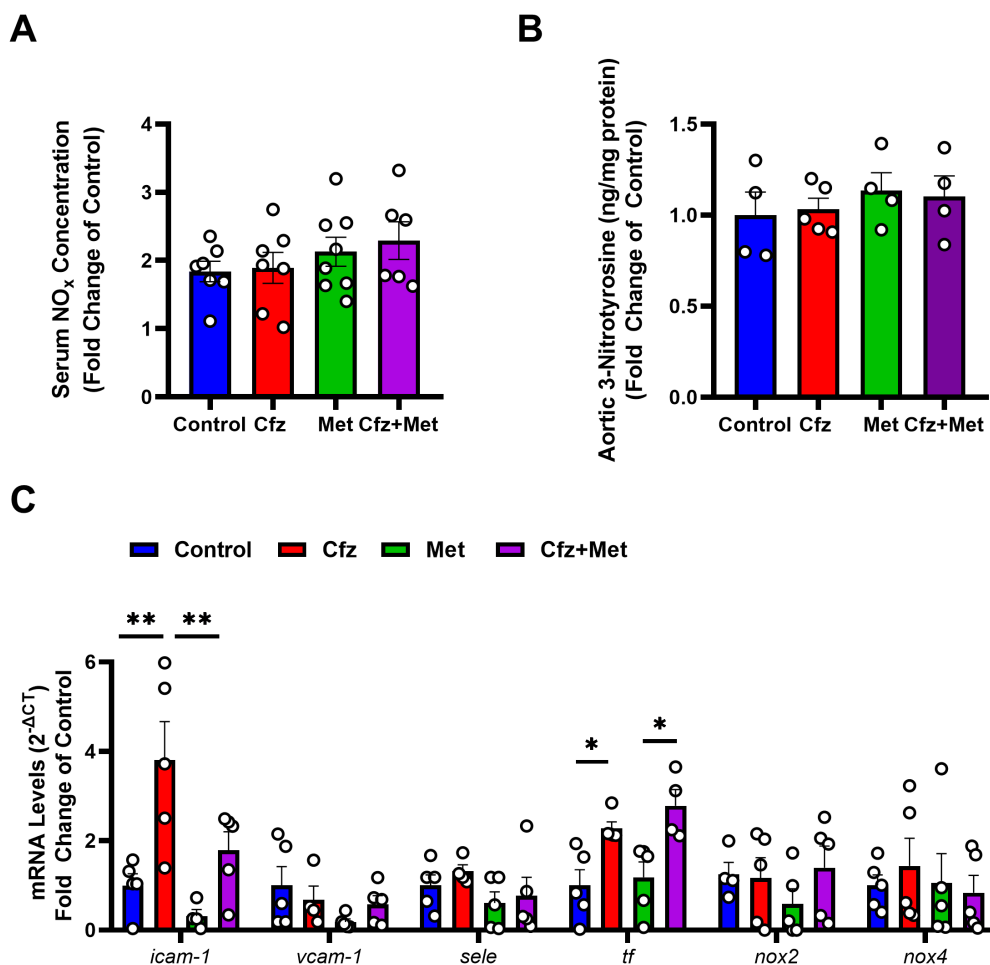 A
B
Serum NOx Concentration
(Fold Change of Control)
4
3
2
1
0
Control Cfz Met Cfz+Met
Aortic 3-Nitrotyrosine (ng/mg protein)
(Fold Change of Control)
1.5
1.0
0.5
0.0
Control Cfz Met Cfz+Met
C
Control Cfz Met Cfz+Met
** **
* *
mRNA Levels (2^-ΔCT)
Fold Change of Control
6
4
2
0
icam-1 vcam-1 sele tf nox2 nox4